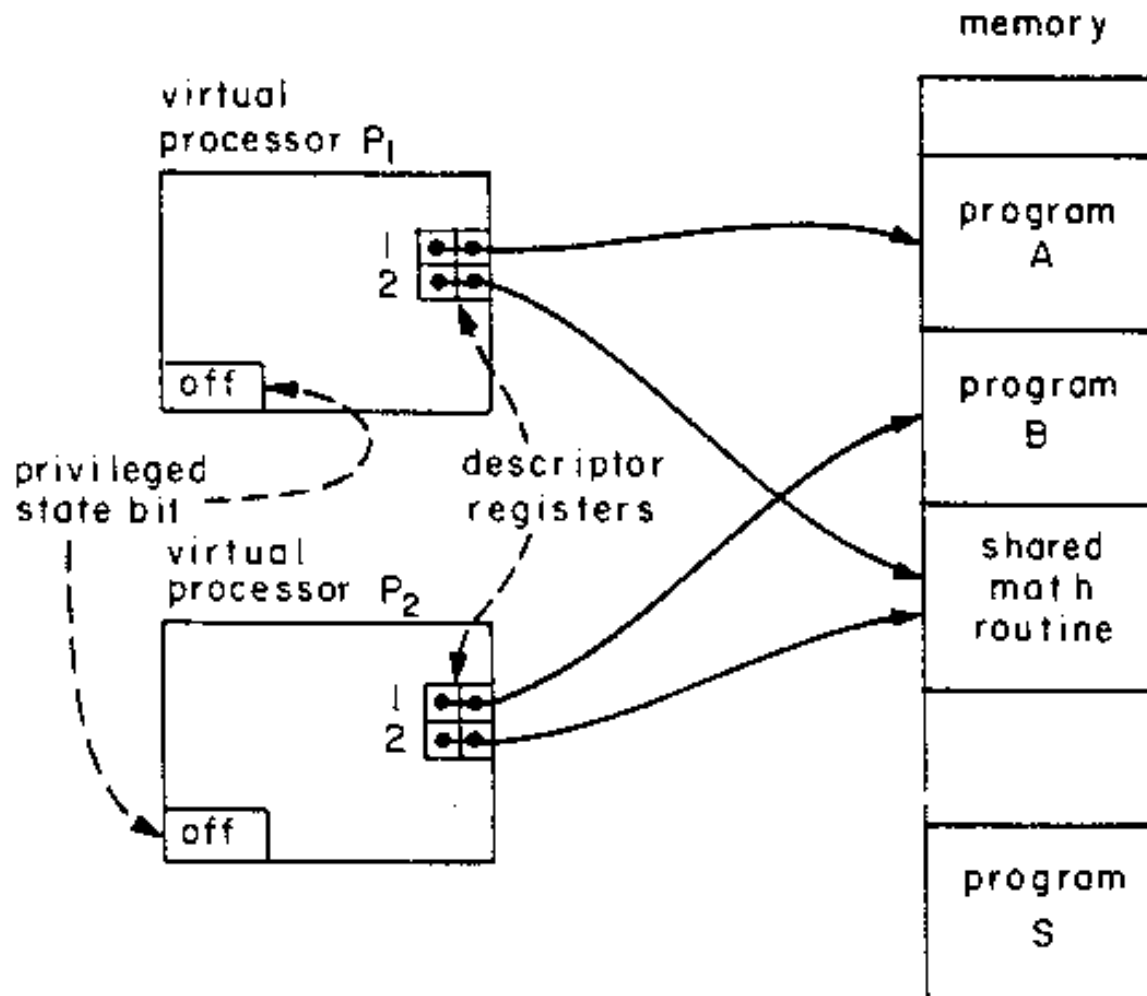 memory
virtual
processor P₁
1
2
off
program
A
program
B
privileged
state bit
descriptor
registers
shared
math
routine
virtual
processor P₂
1
2
off
program
S